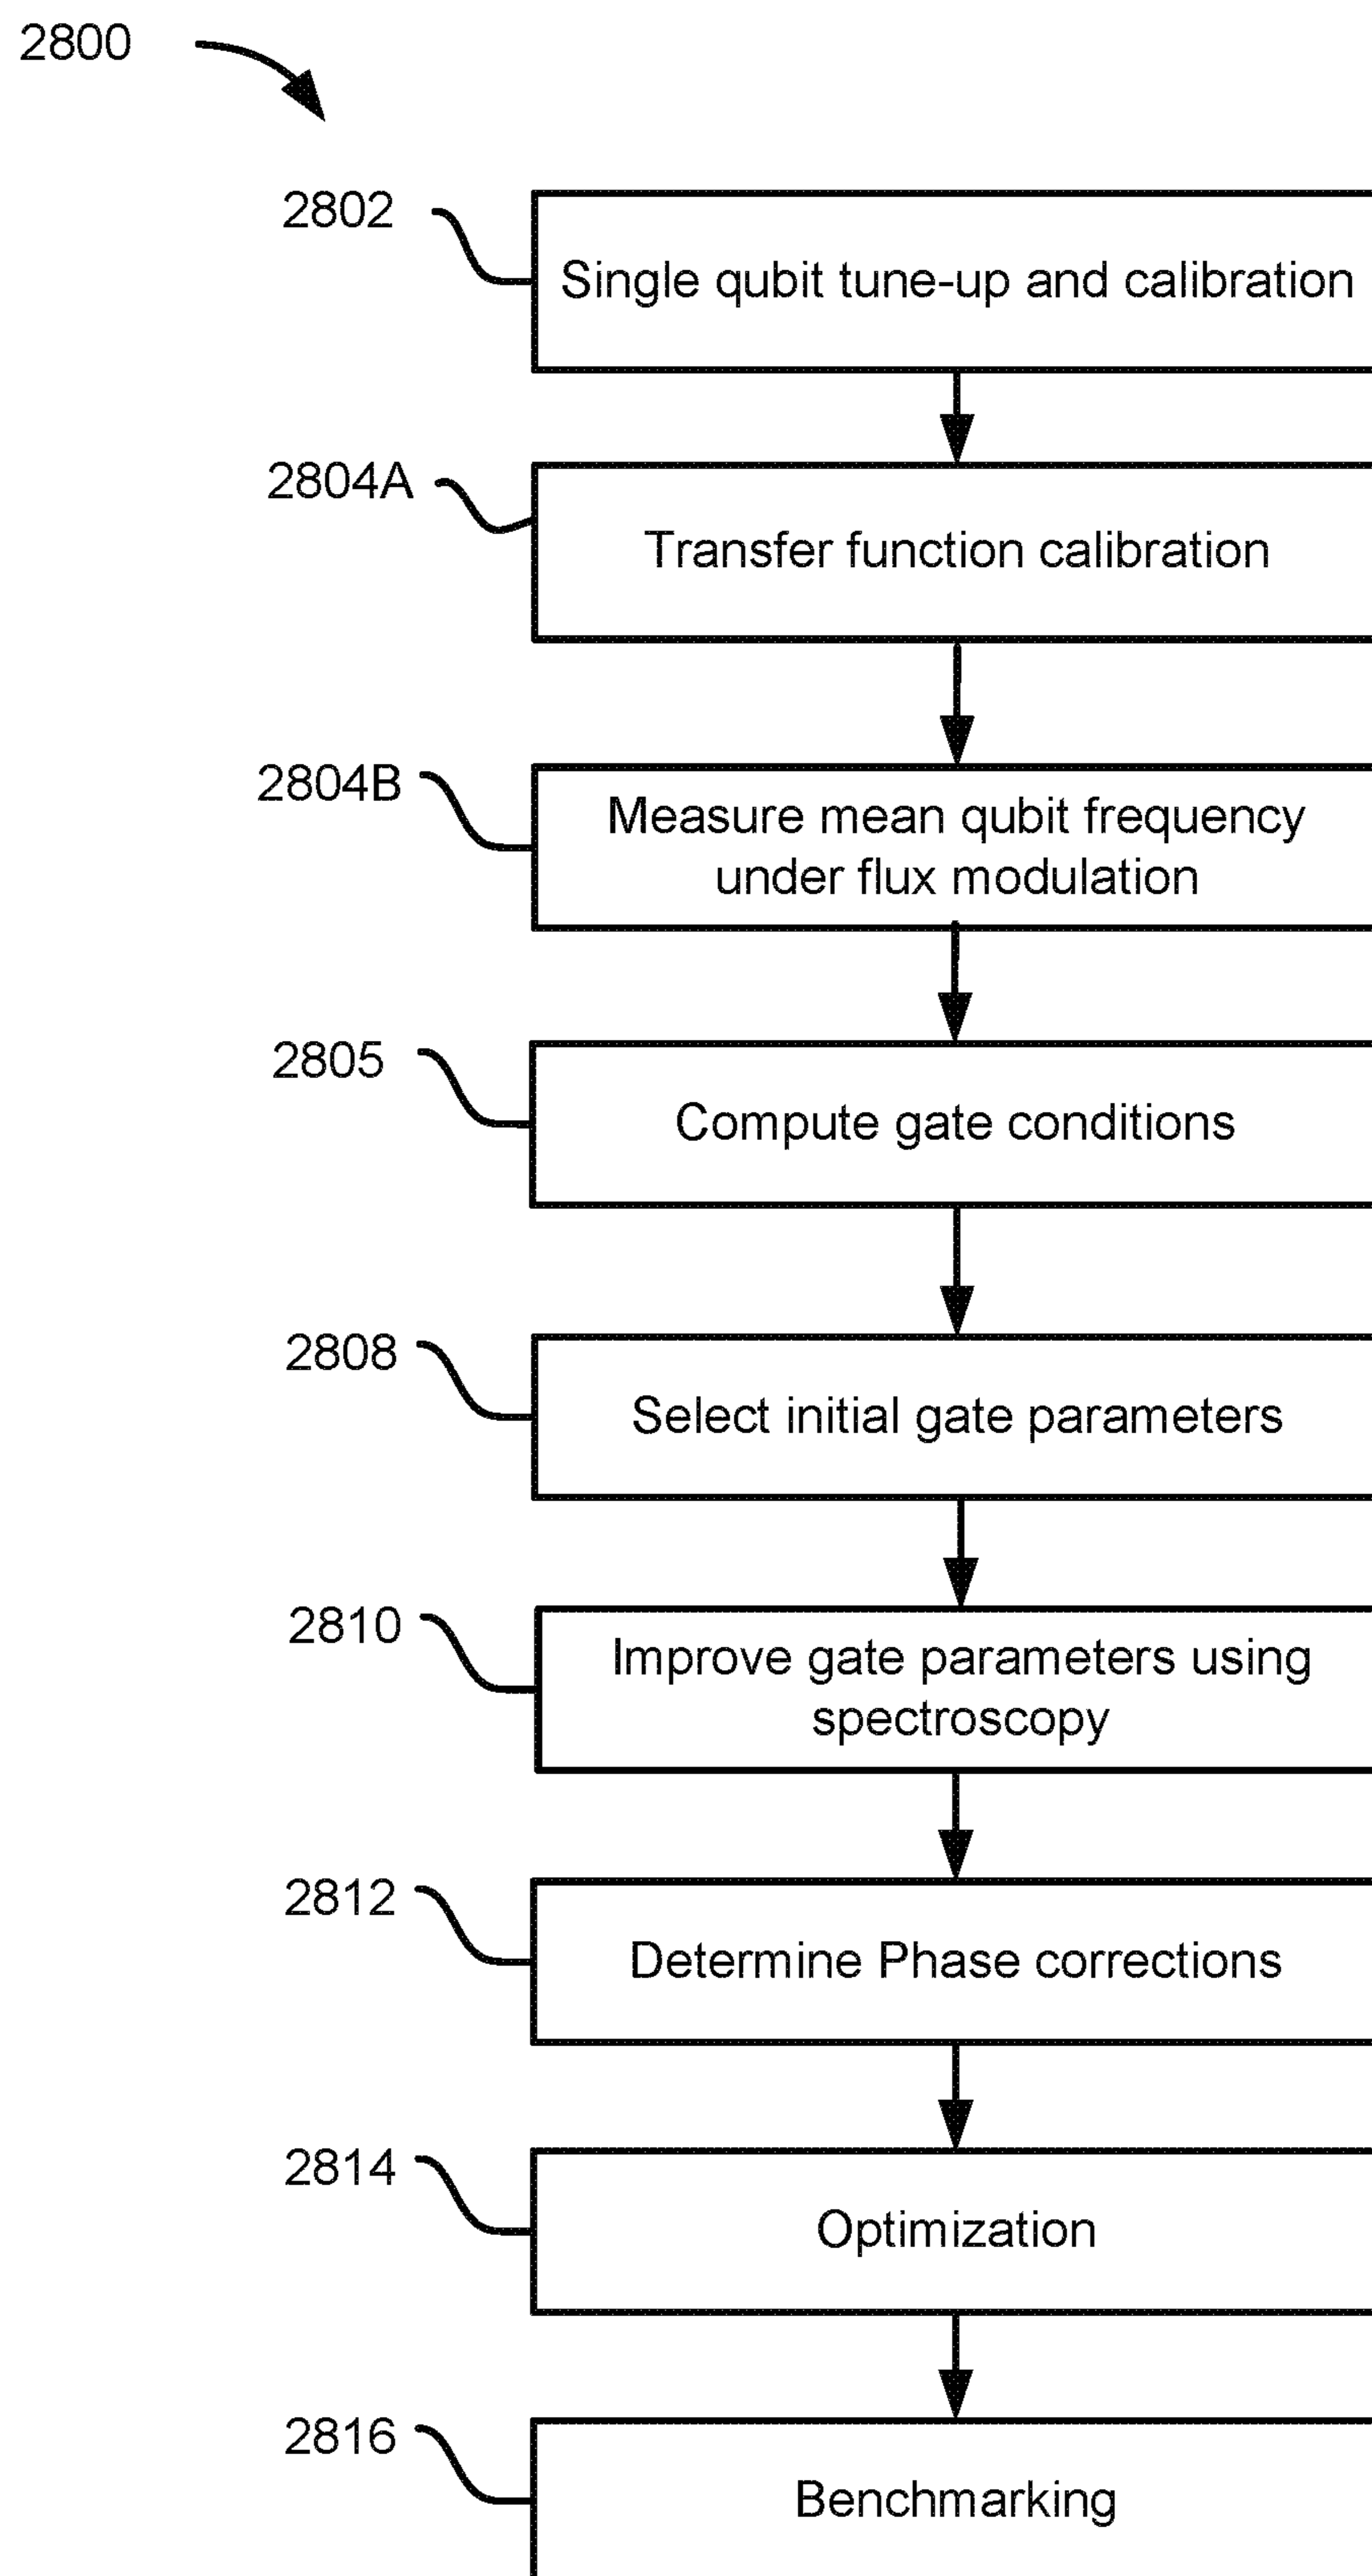 2800
2802
Single qubit tune-up and calibration
2804A
Transfer function calibration
2804B
Measure mean qubit frequency
under flux modulation
2805
Compute gate conditions
2808
Select initial gate parameters
2810
Improve gate parameters using
spectroscopy
2812
Determine Phase corrections
2814
Optimization
2816
Benchmarking